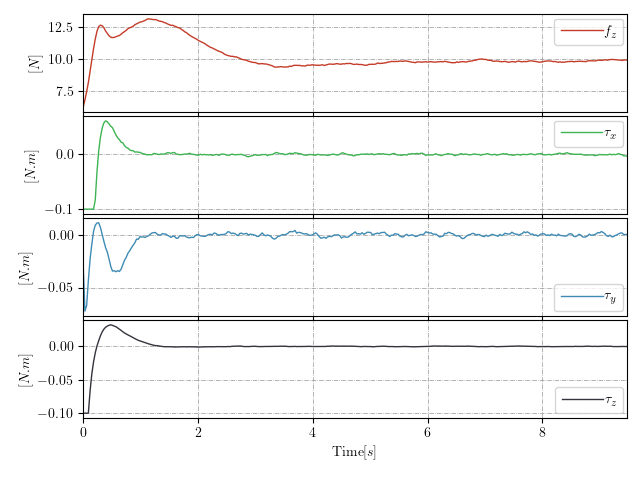 12.5
10.0
7.5
[N]
f_z
0.0
−0.1
[N.m]
τ_x
0.00
−0.05
[N.m]
τ_y
0.00
−0.05
−0.10
[N.m]
τ_z
0 2 4 6 8
Time[s]